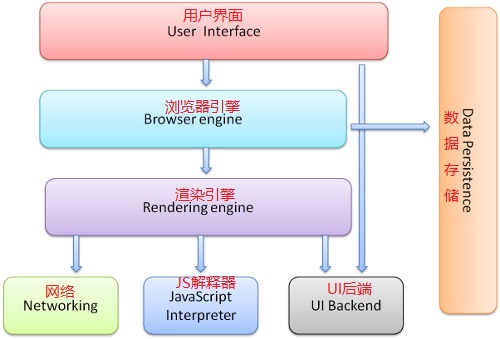 用户界面
User Interface
浏览器引擎
Browser engine
数据存储
Data Persistence
渲染引擎
Rendering engine
网络
Networking
JS解释器
JavaScript
Interpreter
UI后端
UI Backend